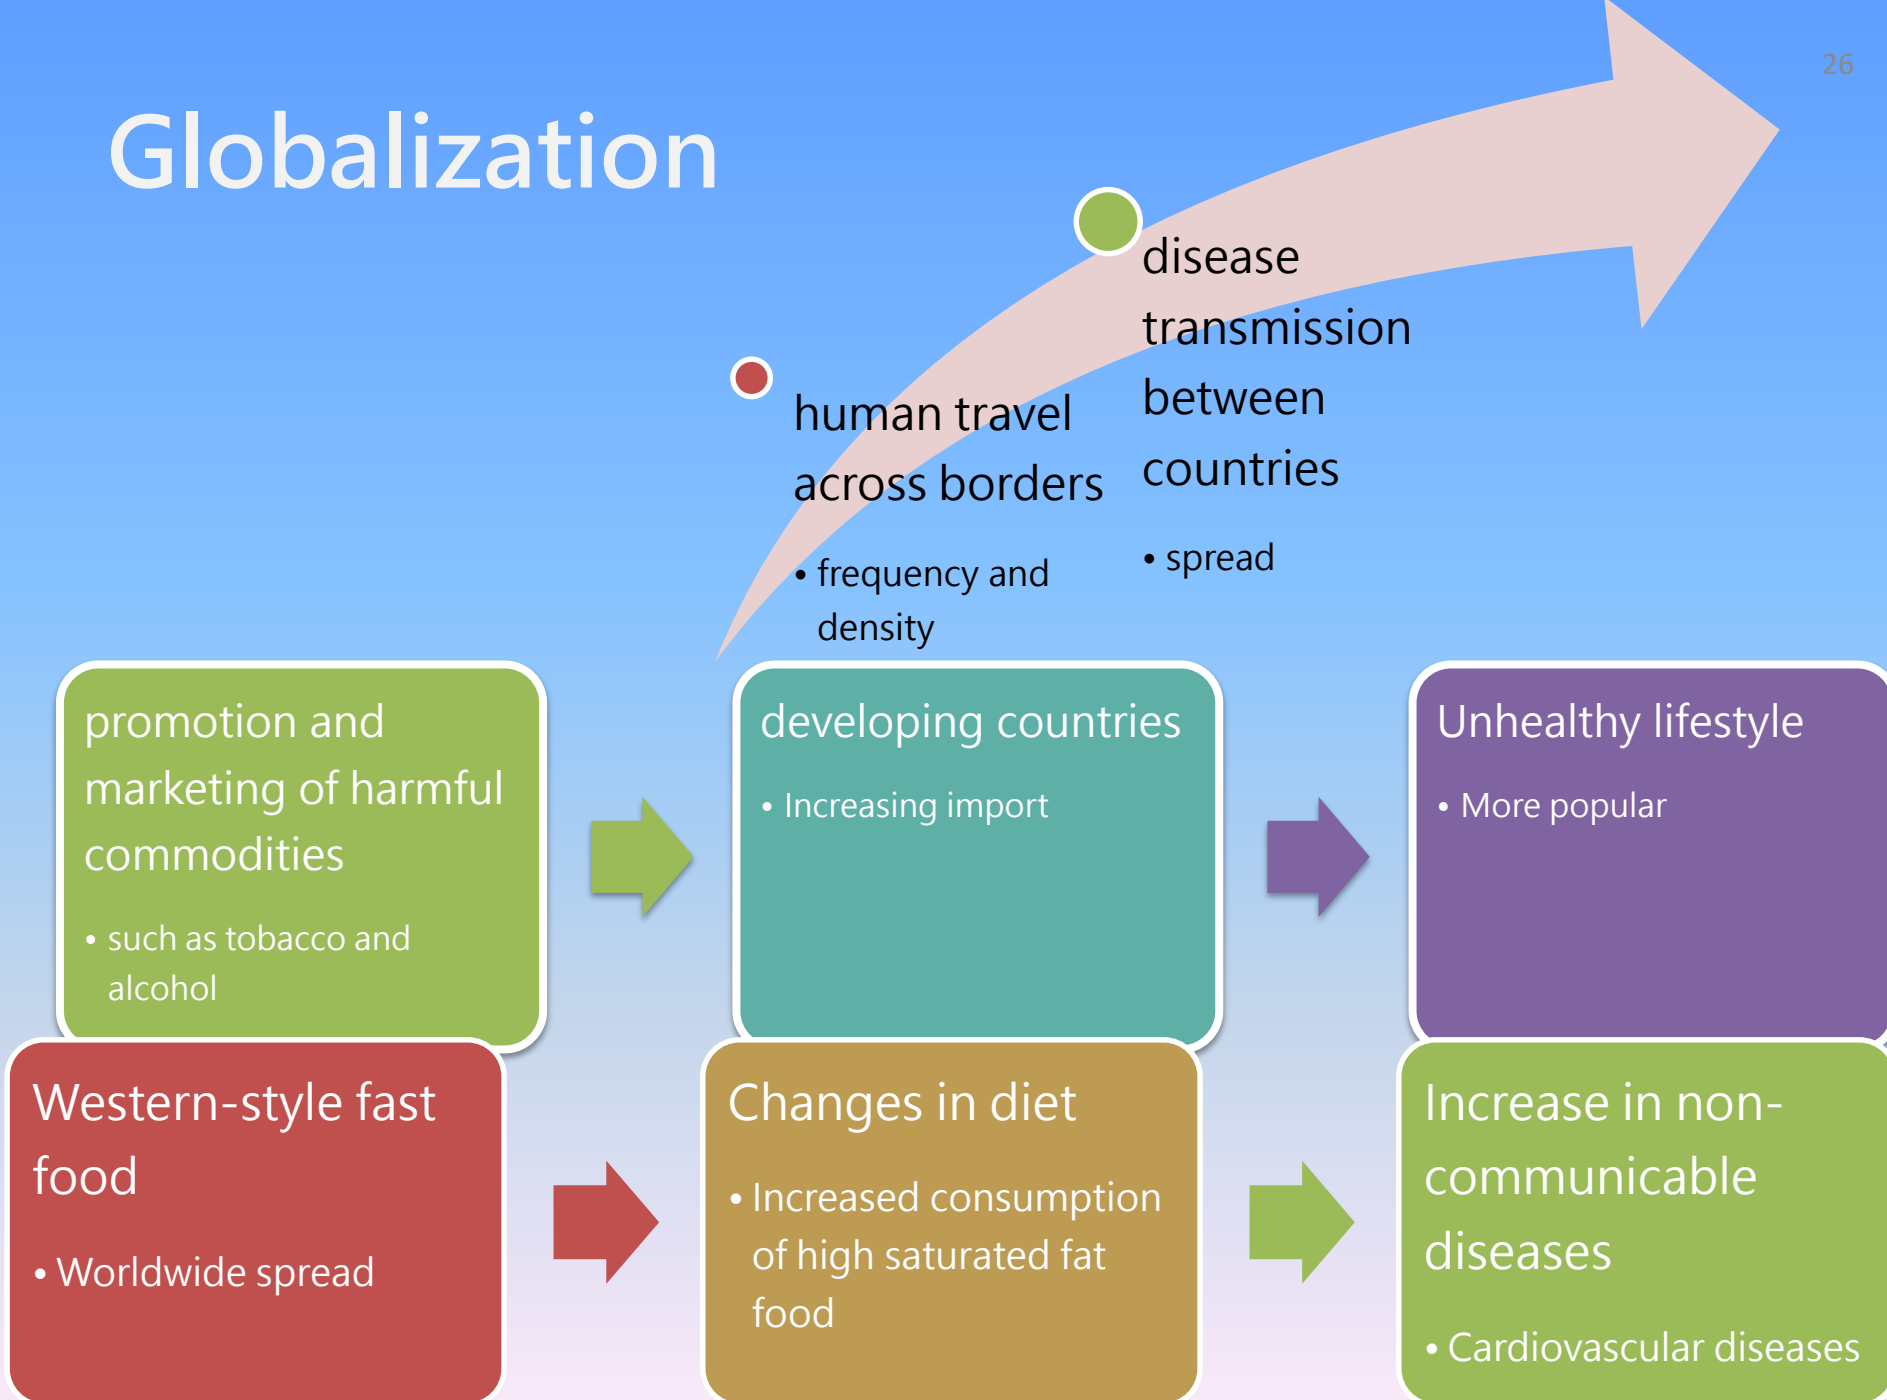 26
Globalization
human travel
across borders
• frequency and
density
disease
transmission
between
countries
• spread
promotion and
marketing of harmful
commodities
• such as tobacco and
alcohol
developing countries
• Increasing import
Unhealthy lifestyle
• More popular
Western-style fast
food
• Worldwide spread
Changes in diet
• Increased consumption
of high saturated fat
food
Increase in non-
communicable
diseases
• Cardiovascular diseases